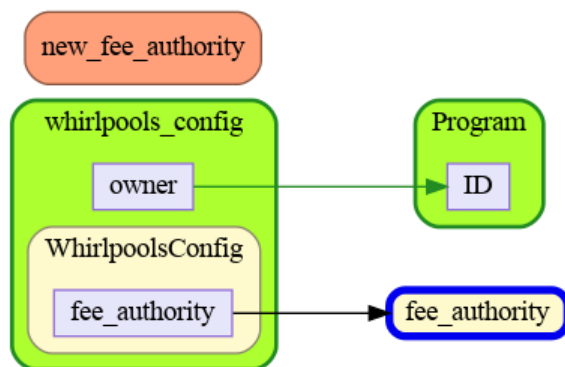 new_fee_authority
whirlpools_config
Program
owner
ID
WhirlpoolsConfig
fee_authority
fee_authority